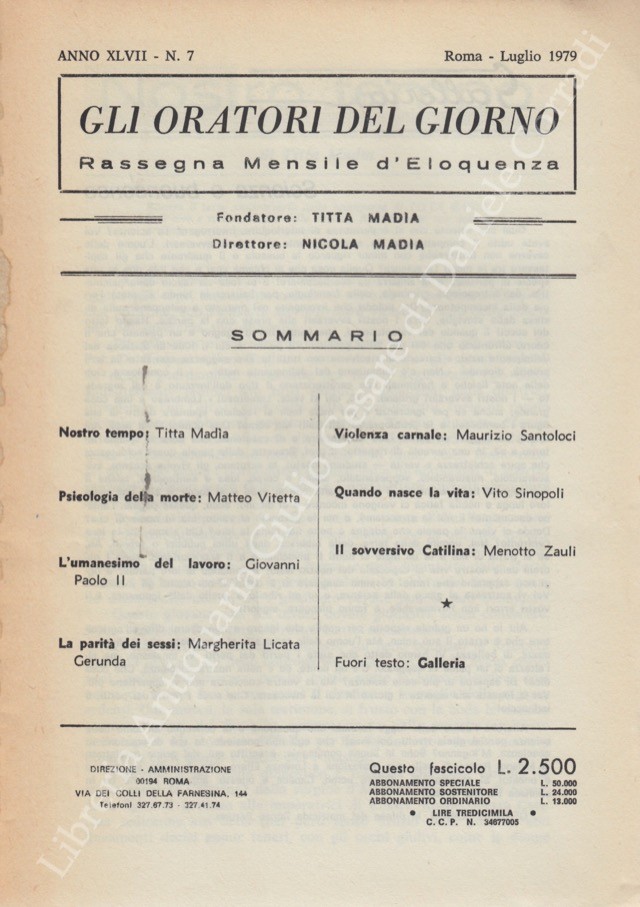 ANNO XLVII - N. 7
Roma - Luglio 1979
GLI ORATORI DEL GIORNO
Rassegna Mensile d'Eloquenza
Fondatore: TITTA MADIA
Direttore: NICOLA MADIA
SOMMARIO
Nostro tempo: Titta Madia
Psicologia della morte: Matteo Vitetta
L'umanesimo del lavoro: Giovanni
Paolo II
La parità dei sessi: Margherita Licata
Gerunda
Violenza carnale: Maurizio Santoloci
Quando nasce la vita: Vito Sinopoli
Il sovversivo Catilina: Menotto Zauli
★
Fuori testo: Galleria
DIREZIONE - AMMINISTRAZIONE
00194 ROMA
VIA DEI COLLI DELLA FARNESINA, 144
Telefoni 327.67.73 - 327.41.74
Questo fascicolo L. 2.500
ABBONAMENTO SPECIALE L. 50.000
ABBONAMENTO SOSTENITORE L. 24.000
ABBONAMENTO ORDINARIO L. 13.000
• LIRE TREDICIMILA •
C. C. P. N. 34677005
Libreria Antiquaria Giulio Cesare di Daniele Corradi